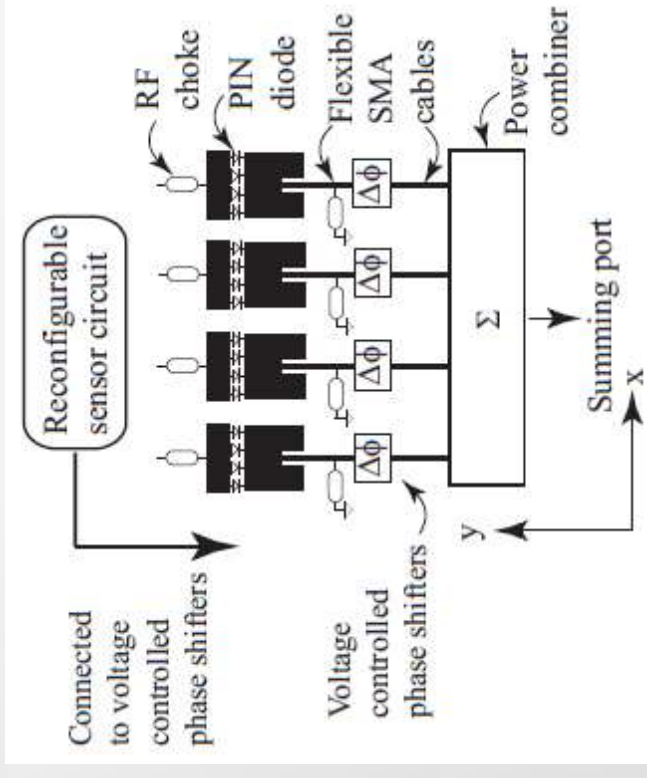 Reconfigurable
sensor circuit
Connected
to voltage
controlled
phase shifters
RF
choke
PIN
diode
Flexible
SMA
cables
Δϕ
Δϕ
Δϕ
Δϕ
Voltage
controlled
phase shifters
Power
combiner
Σ
Summing port
y
x